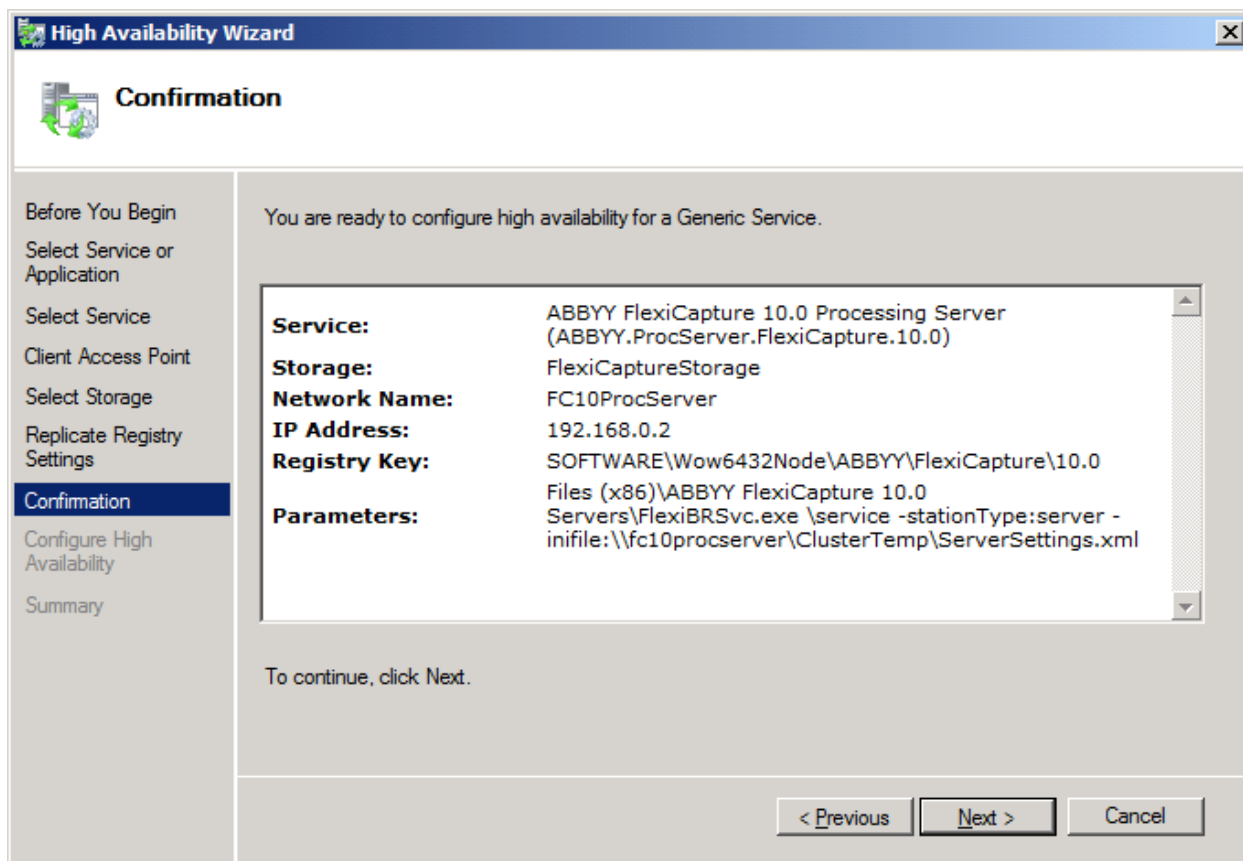 High Availability Wizard
Confirmation
Before You Begin
Select Service or
Application
Select Service
Client Access Point
Select Storage
Replicate Registry
Settings
Confirmation
Configure High
Availability
Summary
You are ready to configure high availability for a Generic Service.
Service: ABBYY FlexiCapture 10.0 Processing Server
(ABBYY.ProcServer.FlexiCapture.10.0)
Storage: FlexiCaptureStorage
Network Name: FC10ProcServer
IP Address: 192.168.0.2
Registry Key: SOFTWARE\Wow6432Node\ABBYY\FlexiCapture\10.0
Parameters: Files (x86)\ABBYY FlexiCapture 10.0
Servers\FlexiBRSvc.exe \service -stationType:server -
inifile:\\fc10procserver\ClusterTemp\ServerSettings.xml
To continue, click Next.
< Previous
Next >
Cancel